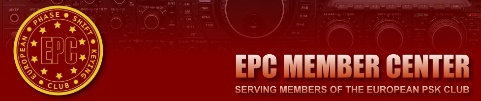 EUROPEAN PHASE SHIFT KEYING
EPC
CLUB
EPC MEMBER CENTER
SERVING MEMBERS OF THE EUROPEAN PSK CLUB